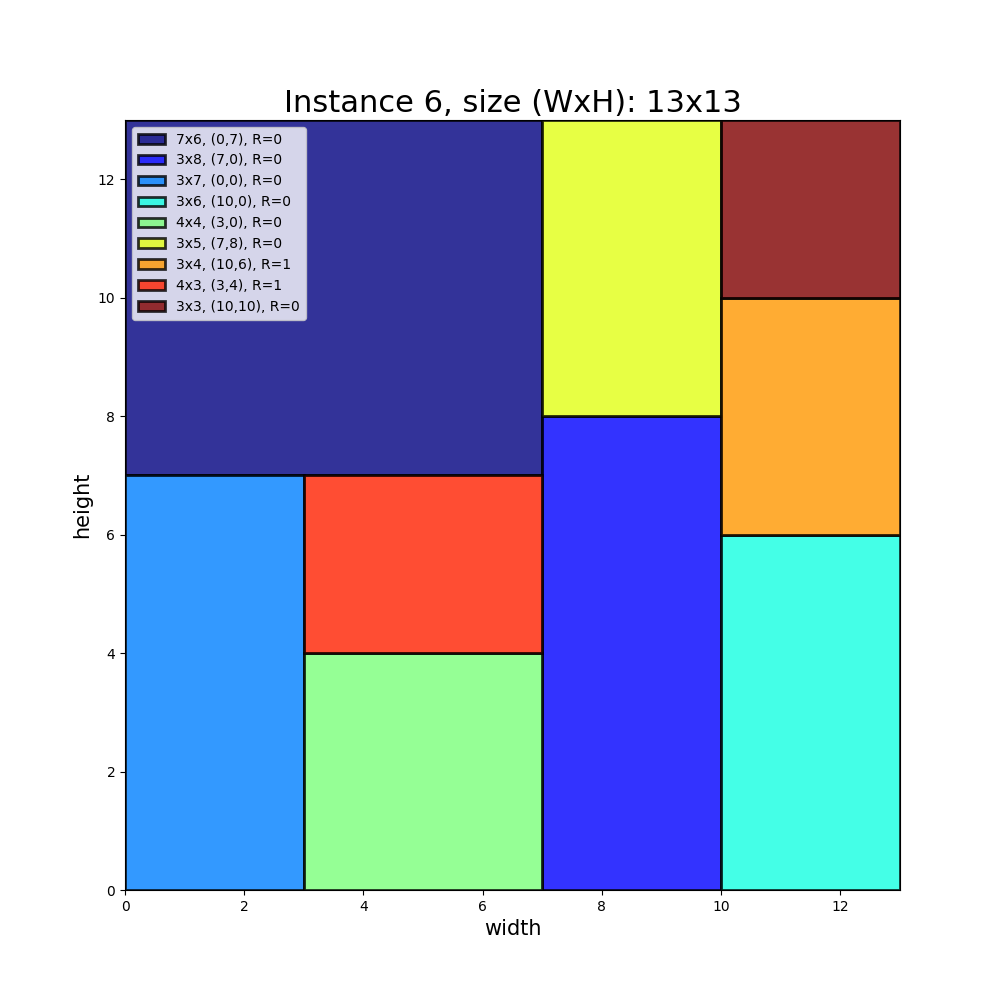 Instance 6, size (WxH): 13x13
7x6, (0,7), R=0
3x8, (7,0), R=0
3x7, (0,0), R=0
3x6, (10,0), R=0
4x4, (3,0), R=0
3x5, (7,8), R=0
3x4, (10,6), R=1
4x3, (3,4), R=1
3x3, (10,10), R=0
12
10
8
6
4
2
0
height
0 2 4 6 8 10 12
width